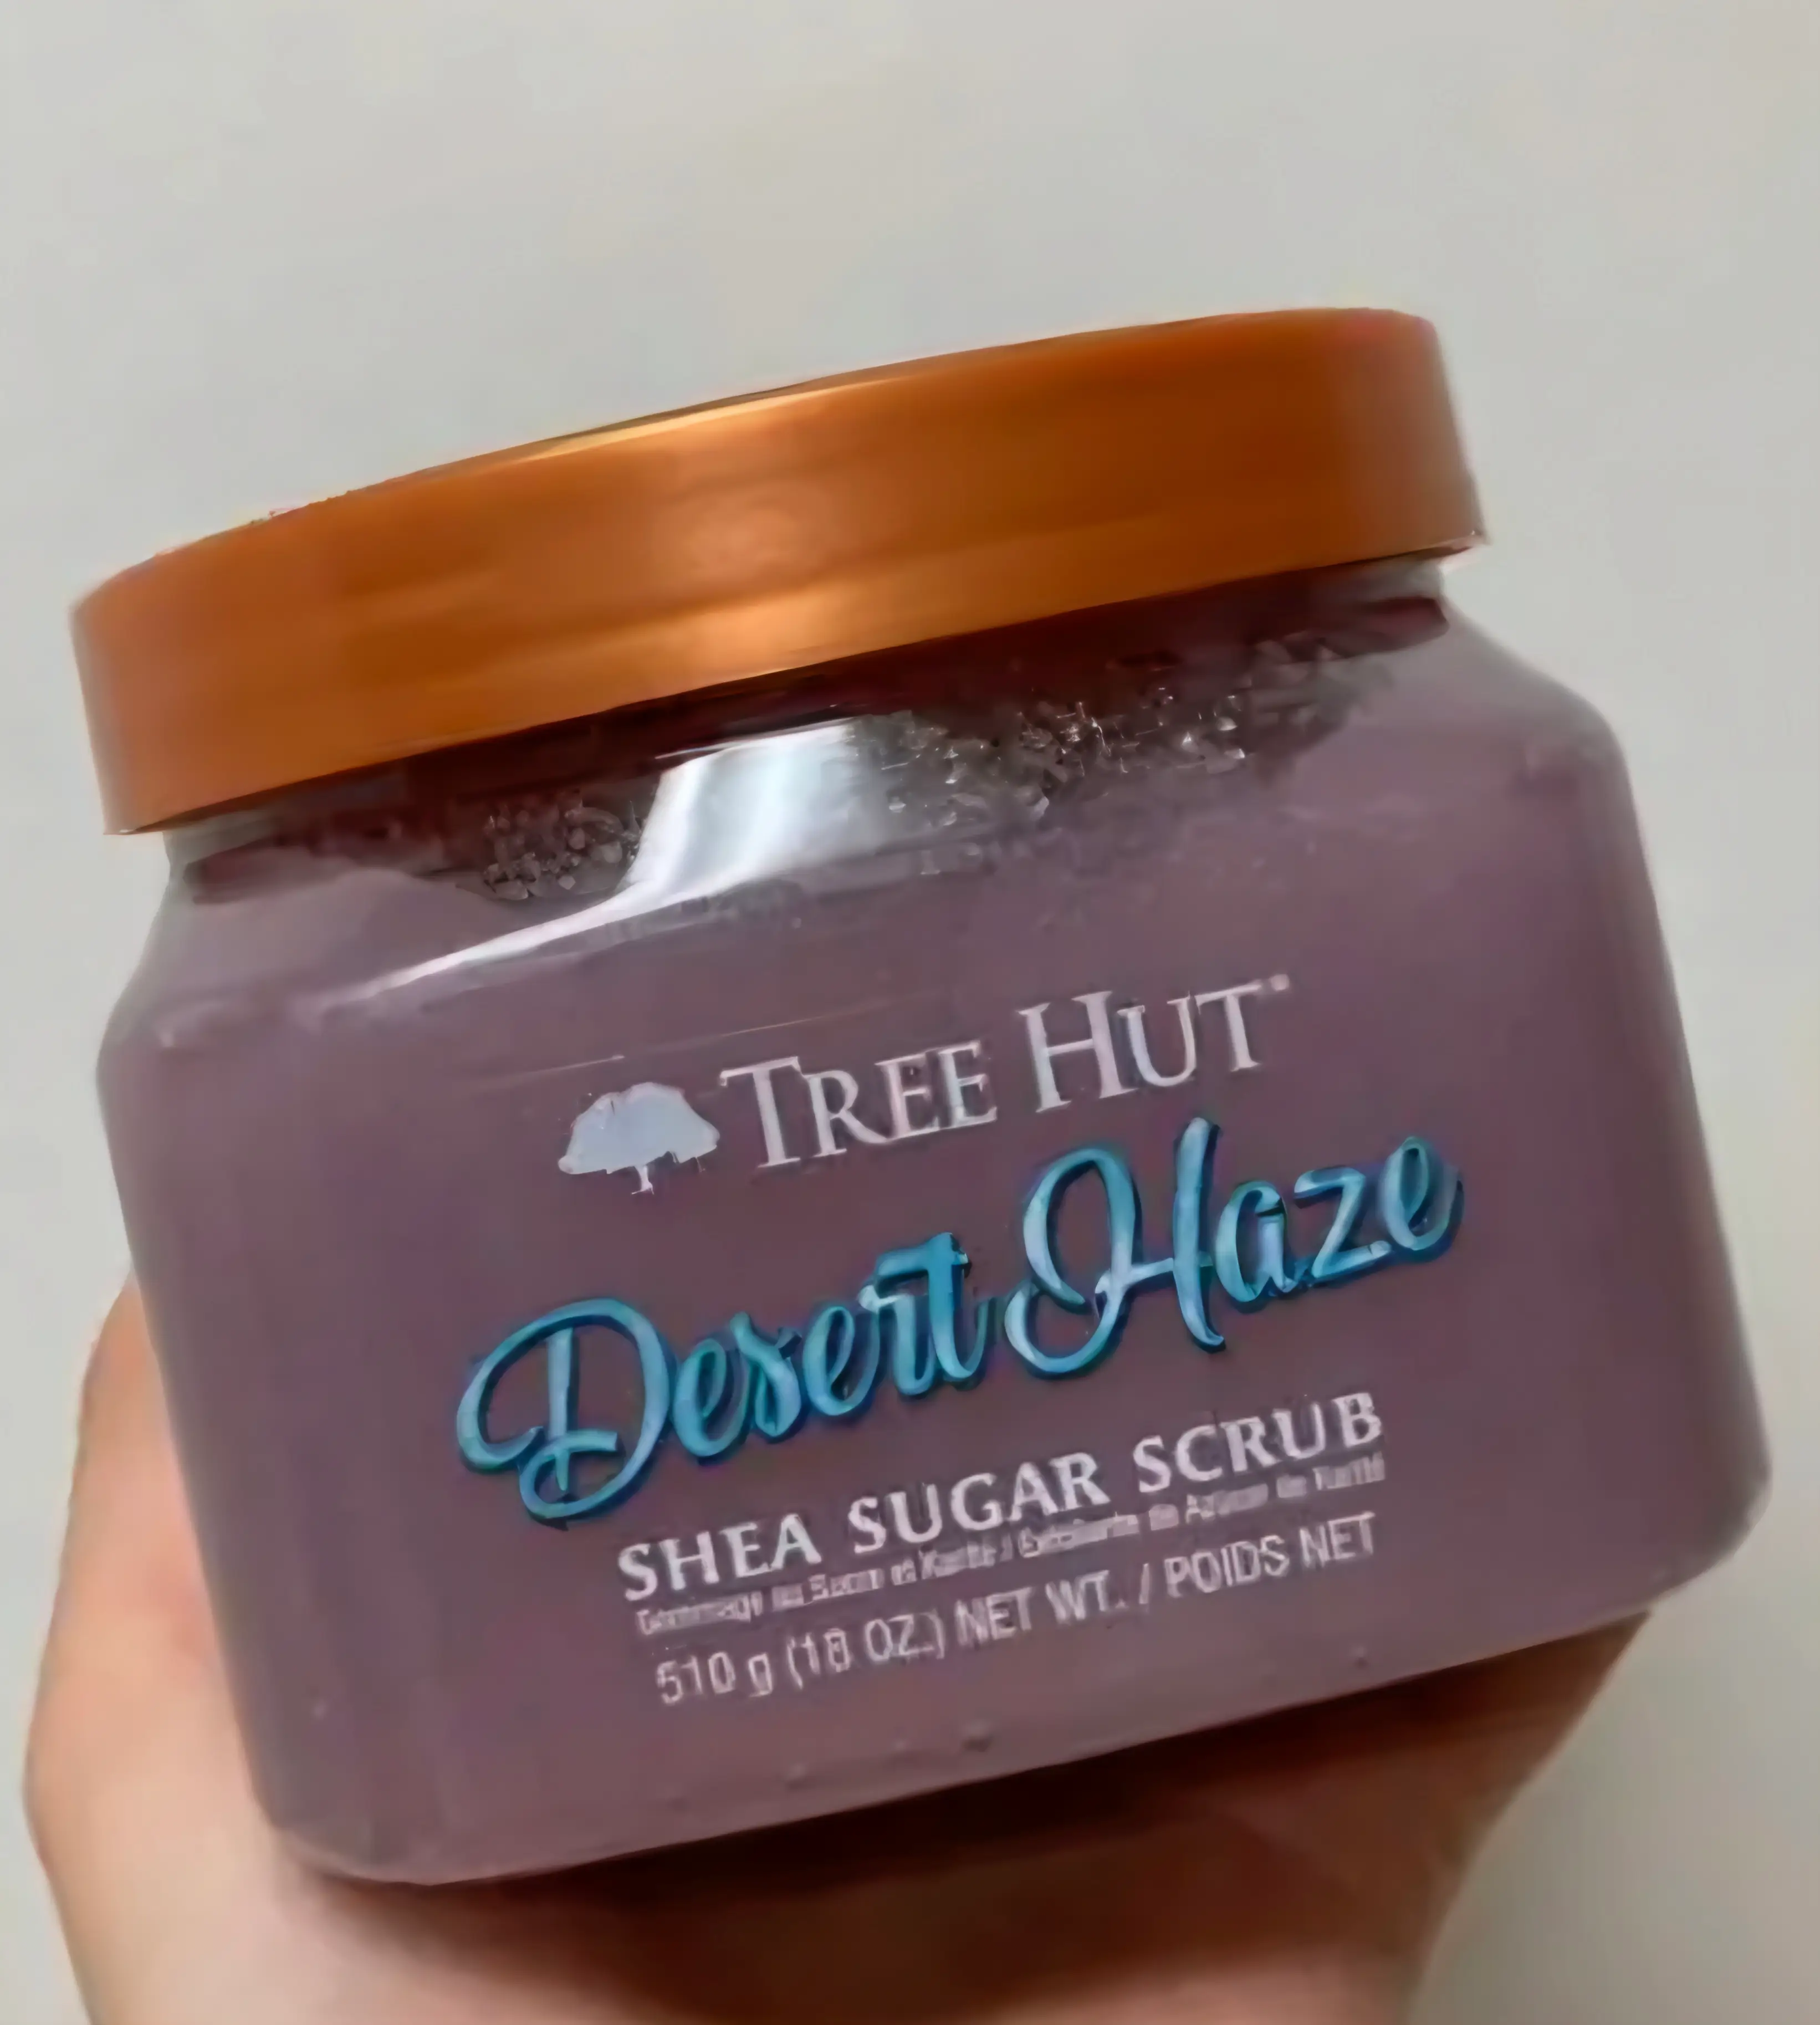 TREE HUT
Desert Haze
SHEA SUGAR SCRUB
510 g (18 OZ.) NET WT. / POIDS NET